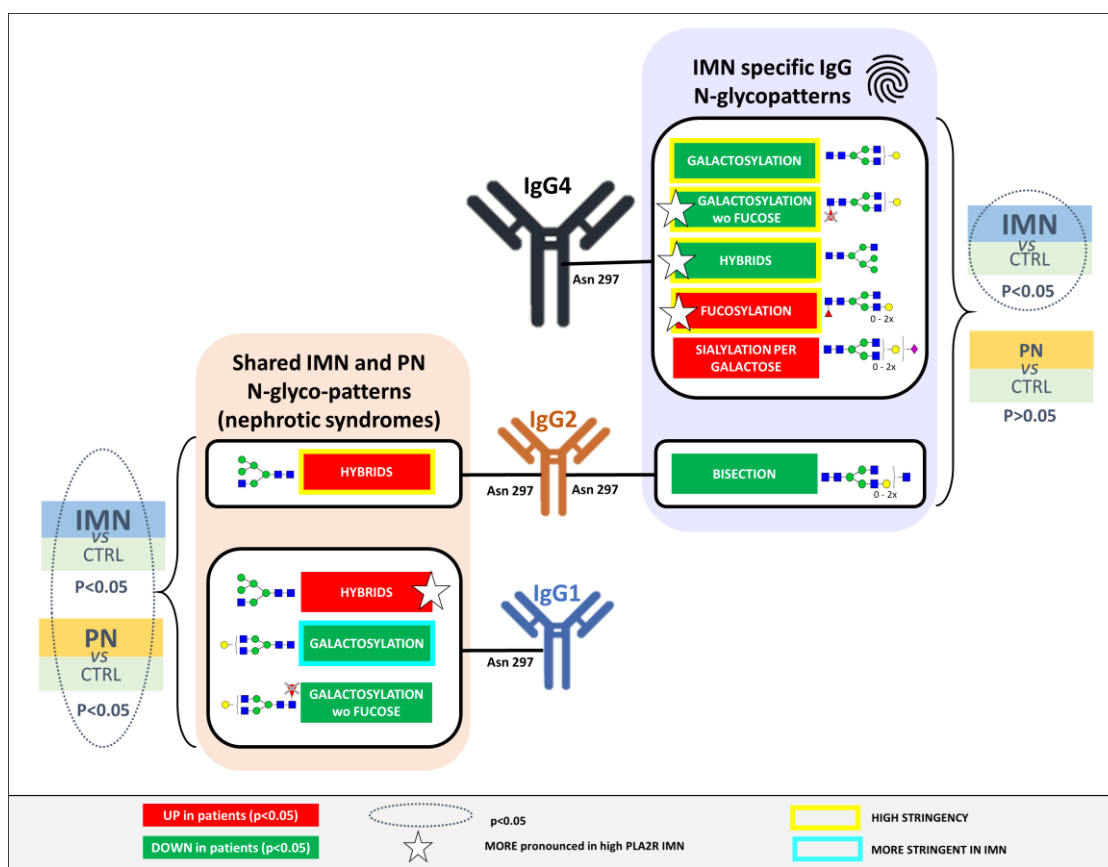 IMN specific IgG
N-glycopatterns
IgG4
Asn 297
GALACTOSYLATION
GALACTOSYLATION
wo FUCOSE
HYBRIDS
FUCOSYLATION
0 - 2x
SIALYLATION PER
GALACTOSE
0 - 2x
IMN
VS
CTRL
P<0.05
PN
VS
CTRL
P>0.05
Shared IMN and PN
N-glyco-patterns
(nephrotic syndromes)
HYBRIDS
IgG2
Asn 297
Asn 297
BISECTION
0 - 2x
IMN
VS
CTRL
P<0.05
PN
VS
CTRL
P<0.05
HYBRIDS
GALACTOSYLATION
GALACTOSYLATION
wo FUCOSE
IgG1
Asn 297
UP in patients (p<0.05)
DOWN in patients (p<0.05)
p<0.05
MORE pronounced in high PLA2R IMN
HIGH STRINGENCY
MORE STRINGENT IN IMN